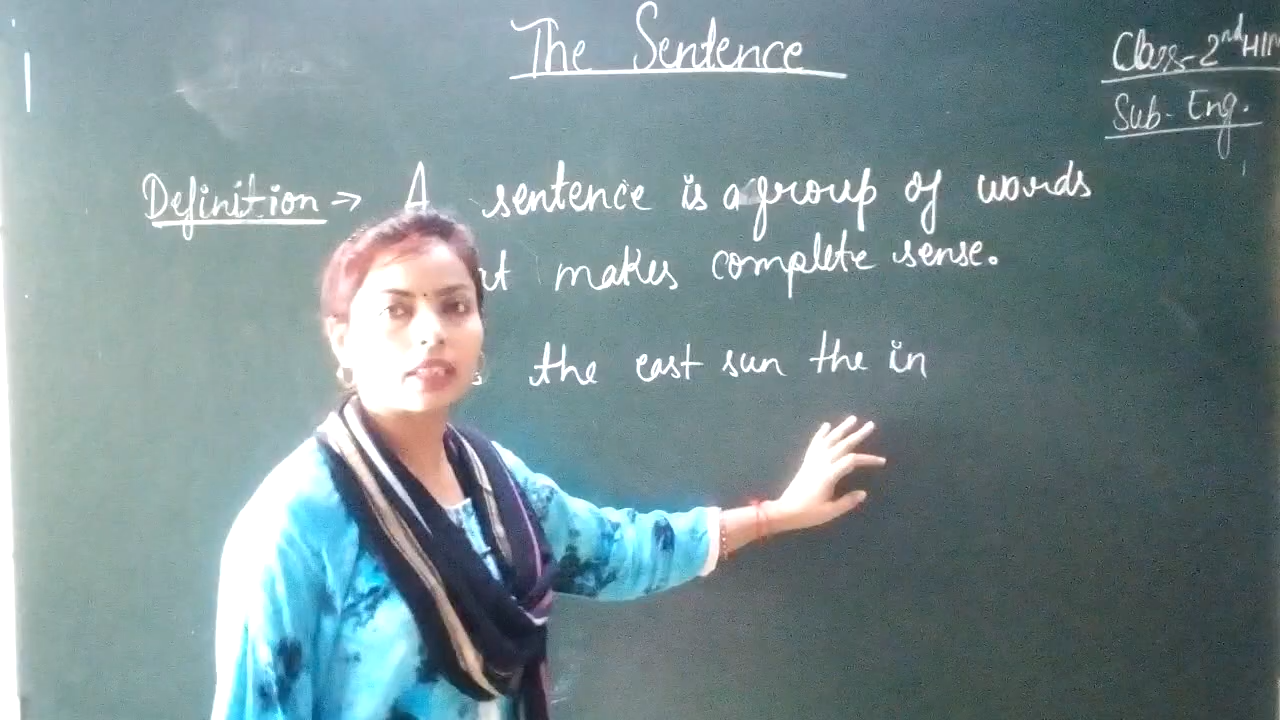 The Sentence
Class-2nd HIN
Sub- Eng.
Definition → A sentence is a group of words
makes complete sense.
the east sun the in